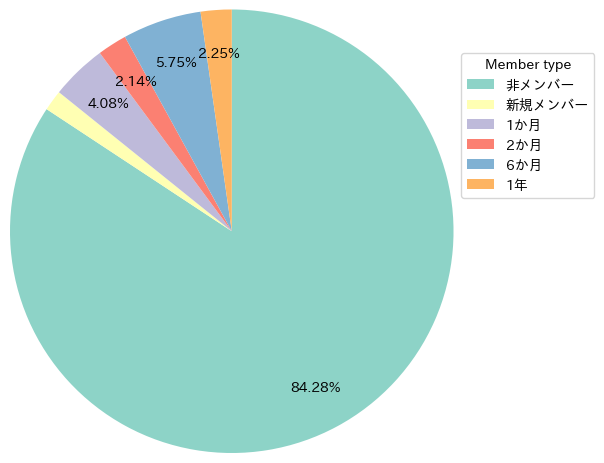 2.25%
5.75%
2.14%
4.08%
84.28%
Member type
非メンバー
新規メンバー
1か月
2か月
6か月
1年